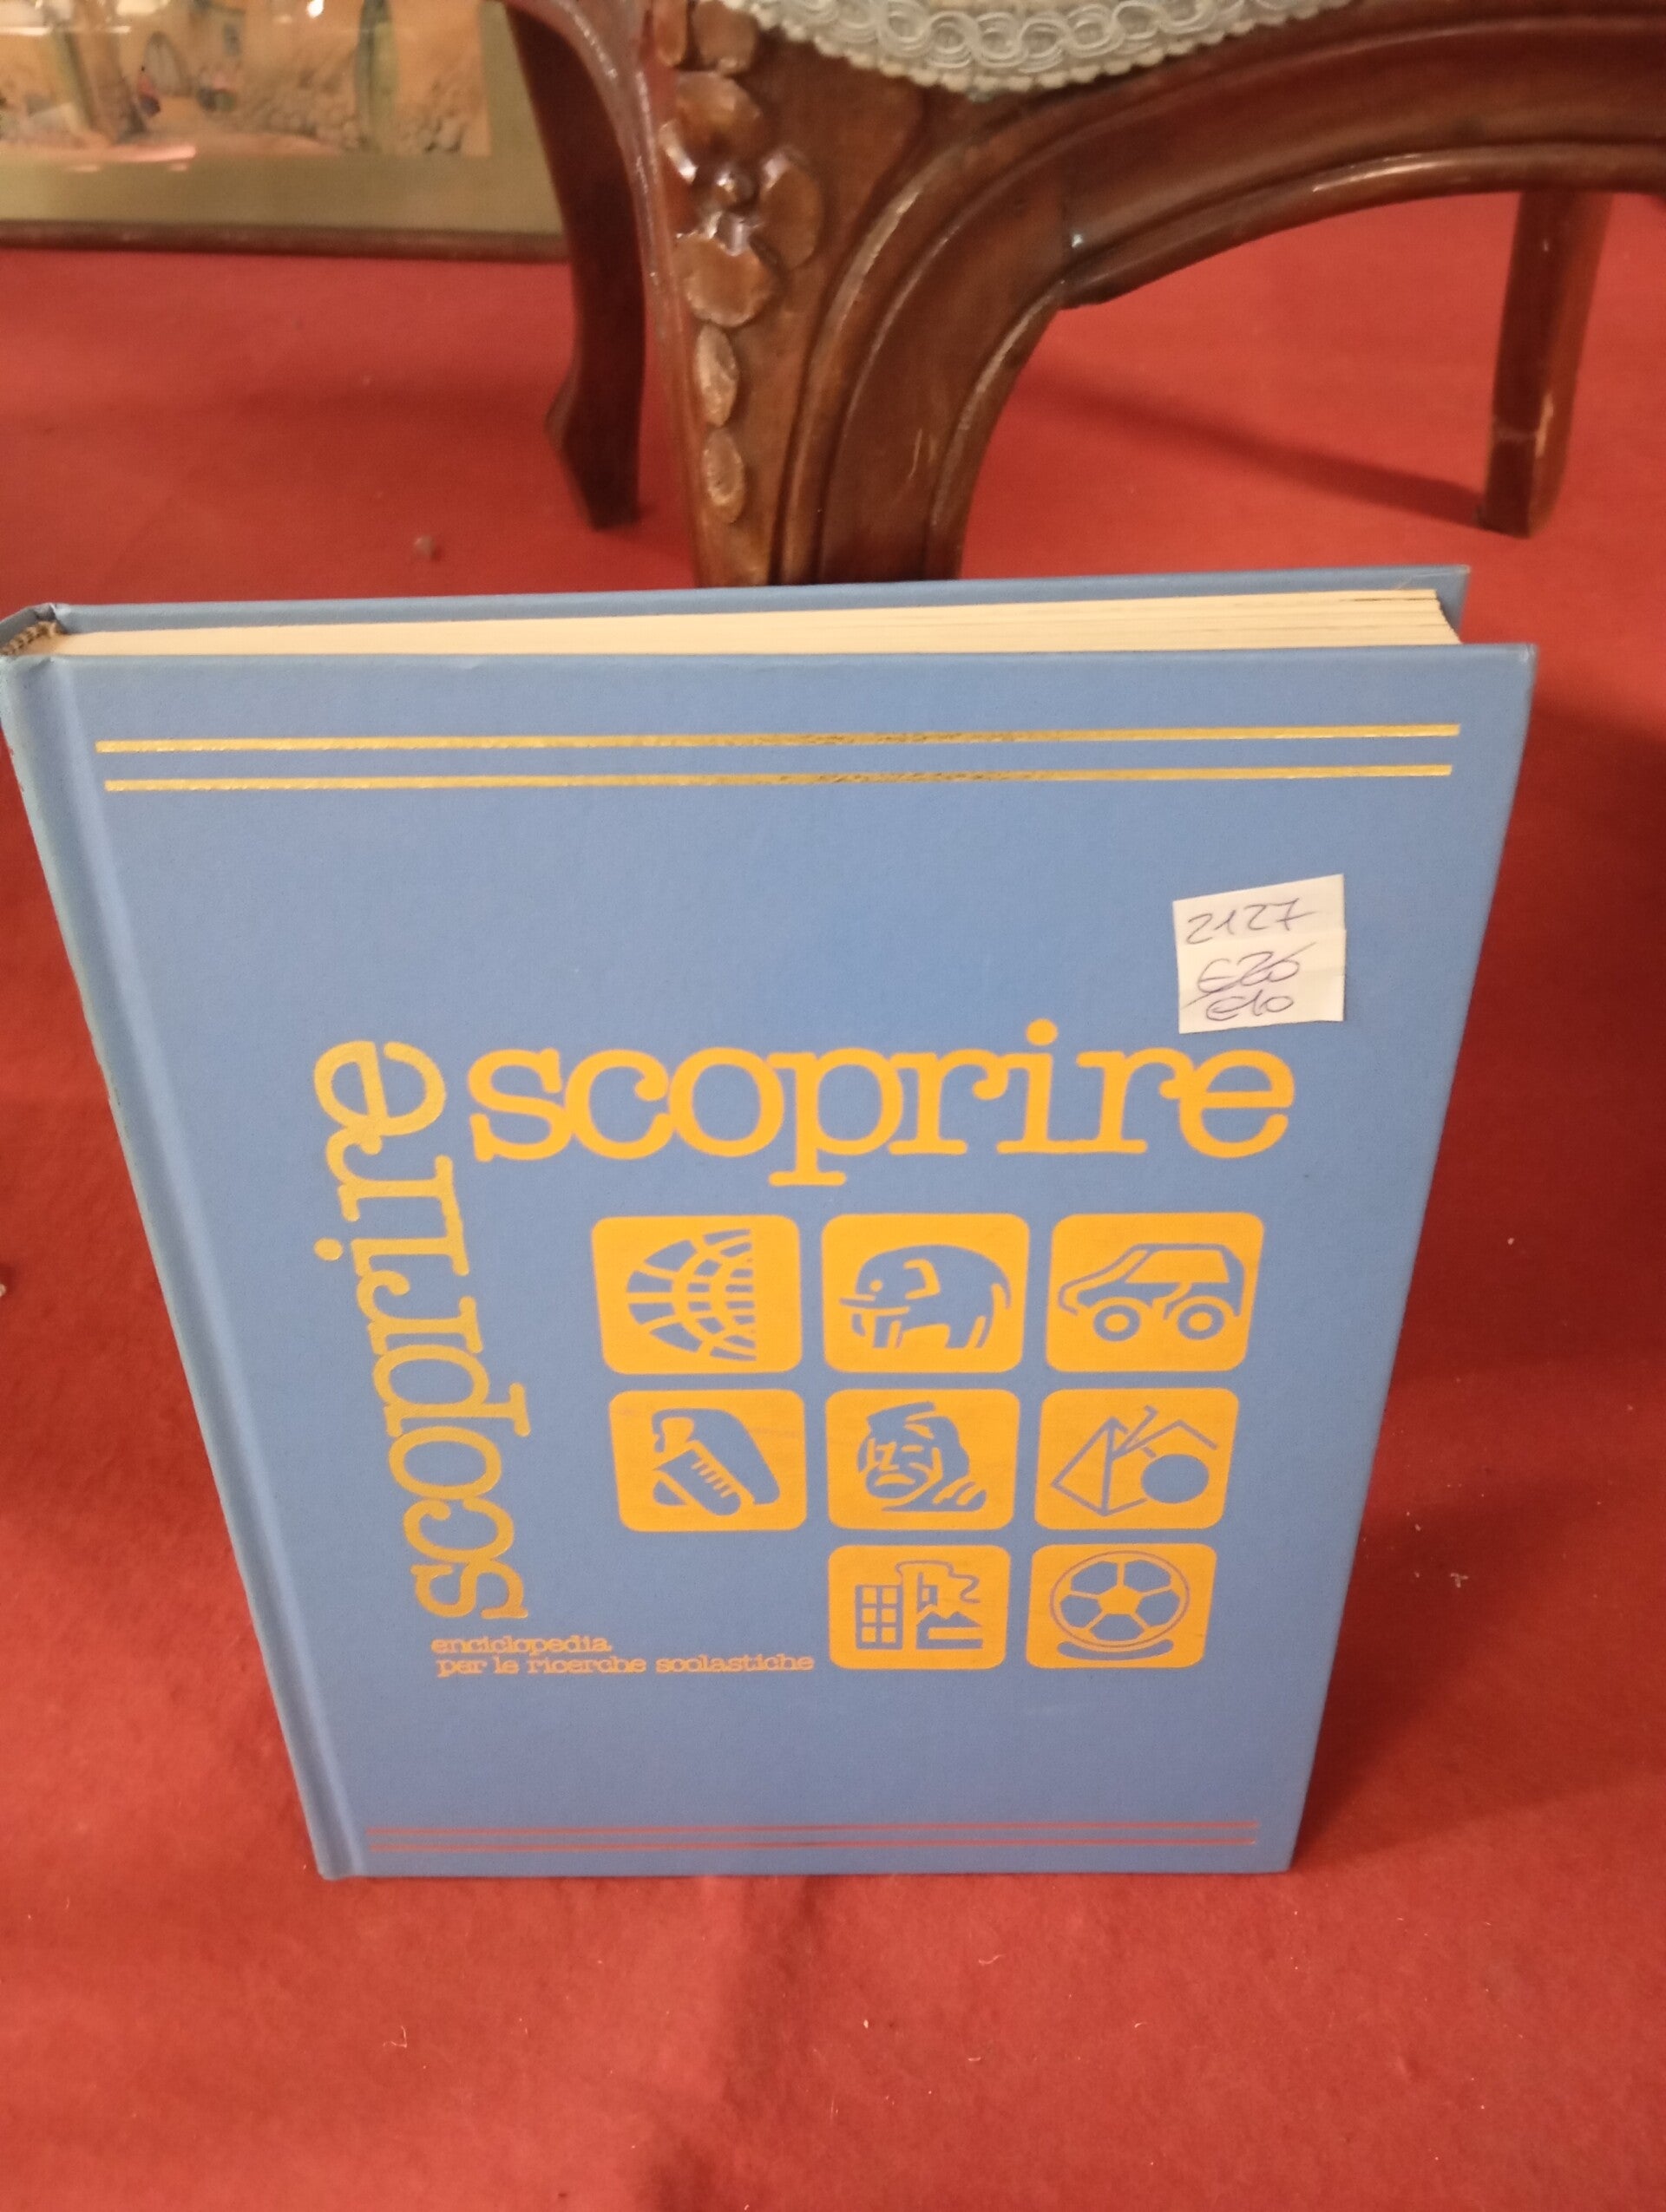 2127
€20
€10
scoprire
scoprire
enciclopedia
per le ricerche scolastiche